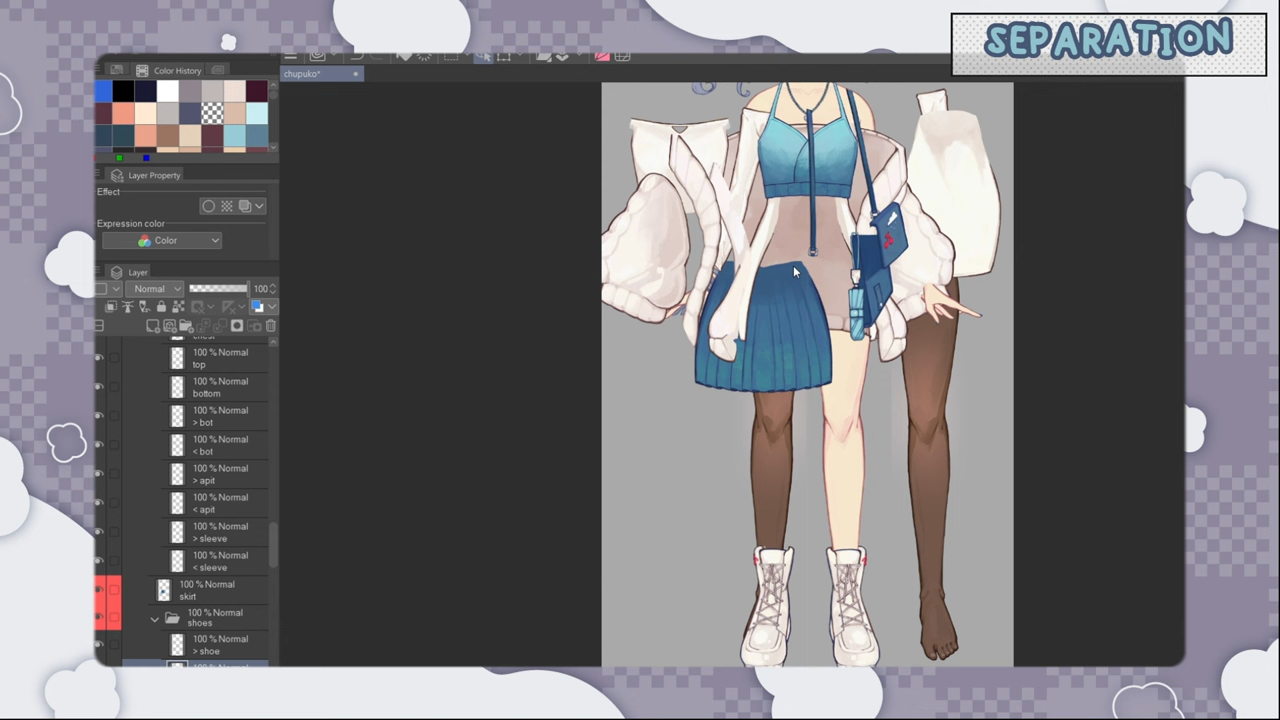 SEPARATION
Color History
chupuko*
Layer Property
Effect
Expression color
Color
Layer
Normal
100
100 % Normal
top
100 % Normal
bottom
100 % Normal
> bot
100 % Normal
< bot
100 % Normal
> apit
100 % Normal
< apit
100 % Normal
> sleeve
100 % Normal
< sleeve
100 % Normal
skirt
100 % Normal
shoes
100 % Normal
> shoe